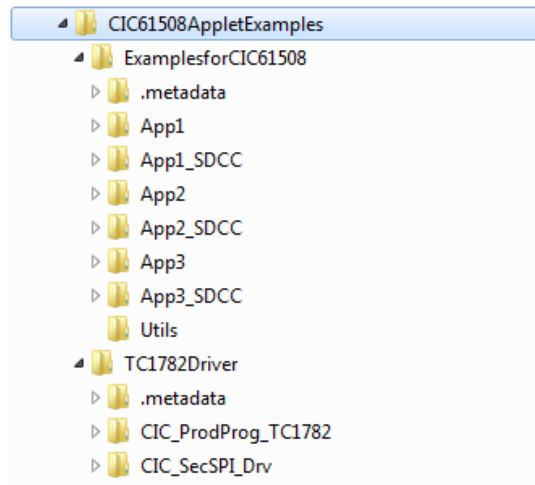 CIC61508AppletExamples
ExamplesforCIC61508
.metadata
App1
App1_SDCC
App2
App2_SDCC
App3
App3_SDCC
Utils
TC1782Driver
.metadata
CIC_ProdProg_TC1782
CIC_SecSPI_Drv